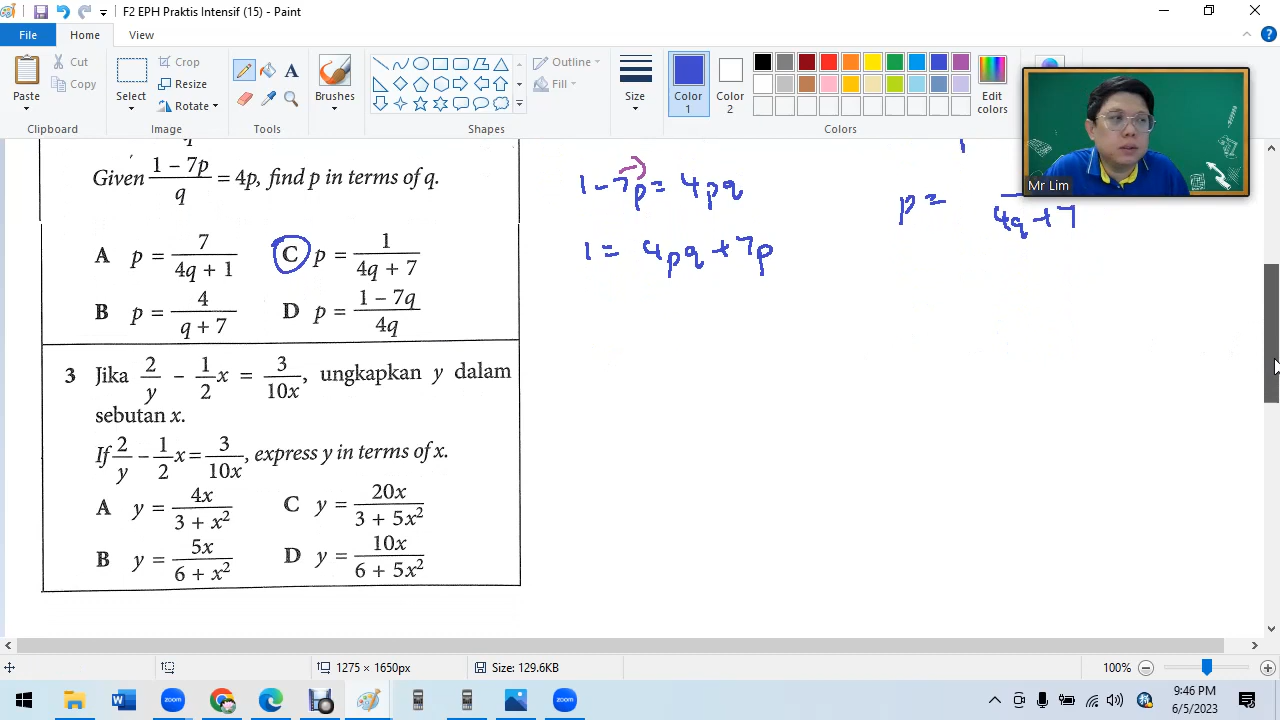 F2 EPH Praktis Intensif (15) - Paint
File Home View
Paste Cut Copy Clipboard
Select Crop Resize Rotate Image
Tools
Brushes
Outline Fill Shapes
Size
Color 1 Color 2 Colors
Edit colors
Mr Lim
Given (1 – 7p)/q = 4p, find p in terms of q.
A p = 7/(4q + 1) C p = 1/(4q + 7)
B p = 4/(q + 7) D p = (1 – 7q)/4q
1 - 7p = 4pq
1 = 4pq + 7p
p = 4q + 7
3 Jika 2/y – 1/2 x = 3/10x, ungkapkan y dalam
sebutan x.
If 2/y – 1/2 x = 3/10x, express y in terms of x.
A y = 4x/(3 + x²) C y = 20x/(3 + 5x²)
B y = 5x/(6 + x²) D y = 10x/(6 + 5x²)
1275 × 1650px Size: 129.6KB 100%
zoom zoom
9:46 PM
6/5/2023